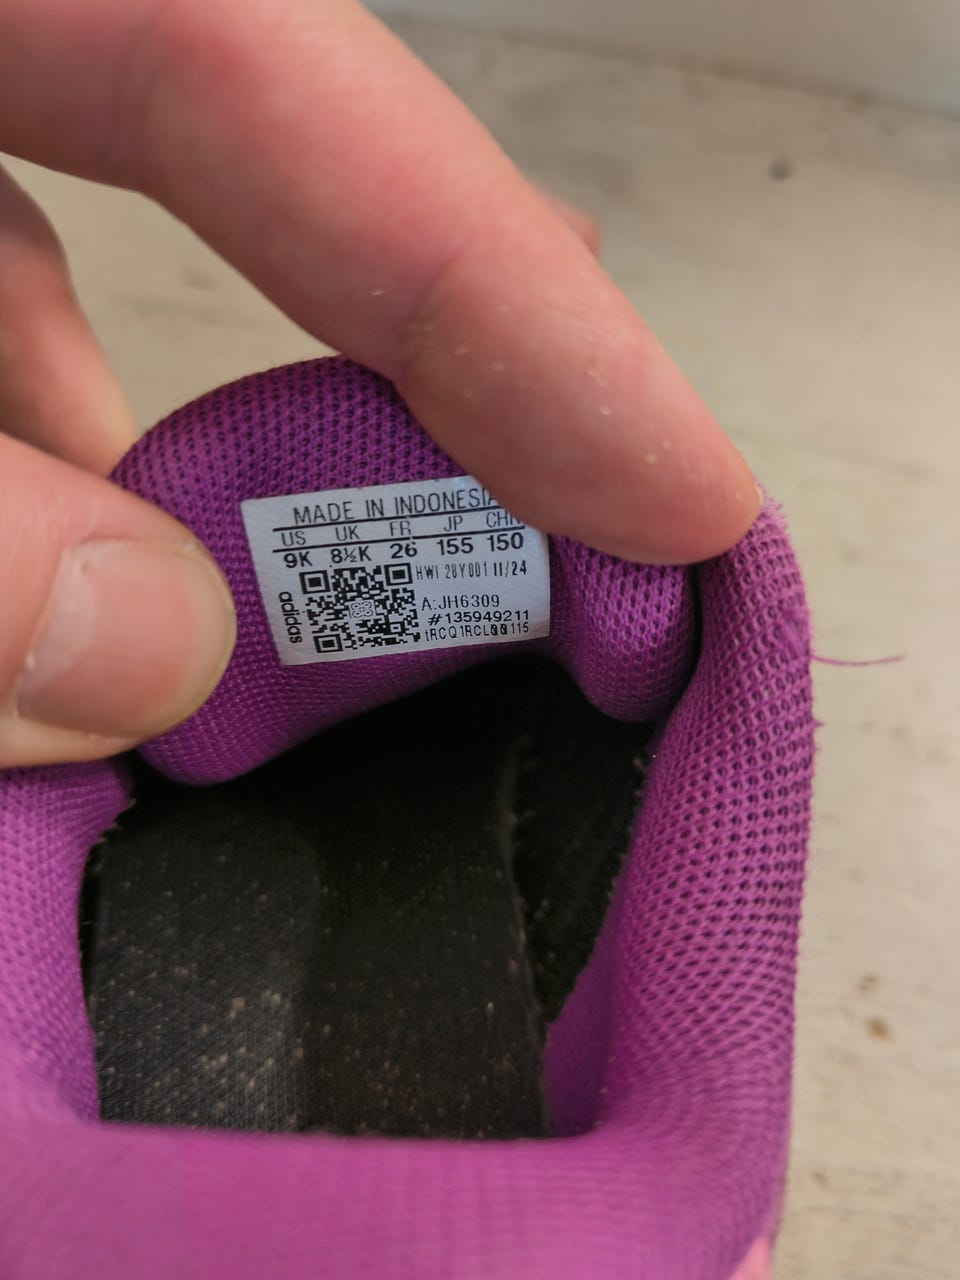 MADE IN INDONESIA
US UK FR JP CHN
9K 8½K 26 155 150
HWI 28Y001 11/24
A:JH6309
#135949211
tRCQ1RCL00115
adidas